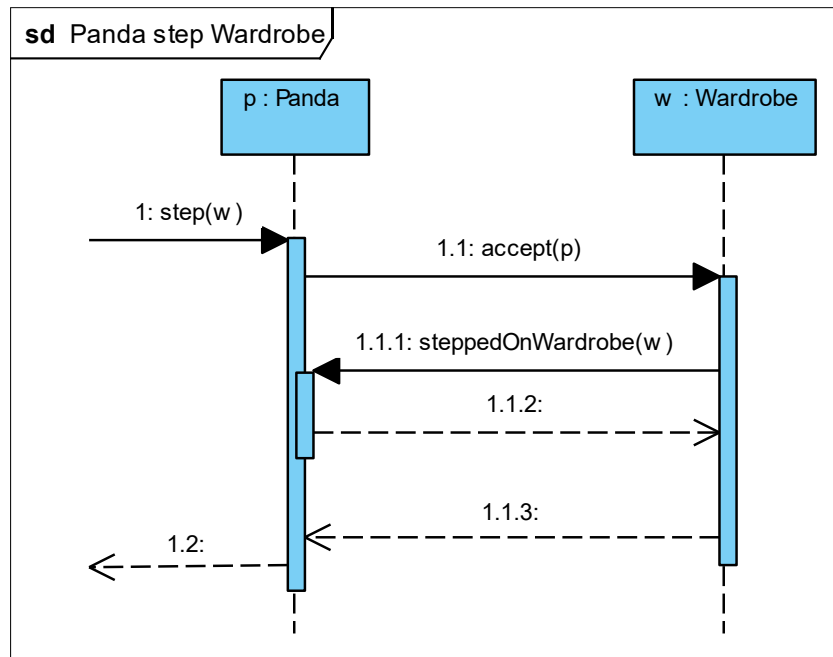 sd Panda step Wardrobe
p : Panda
w : Wardrobe
1: step(w)
1.1: accept(p)
1.1.1: steppedOnWardrobe(w)
1.1.2:
1.1.3:
1.2: